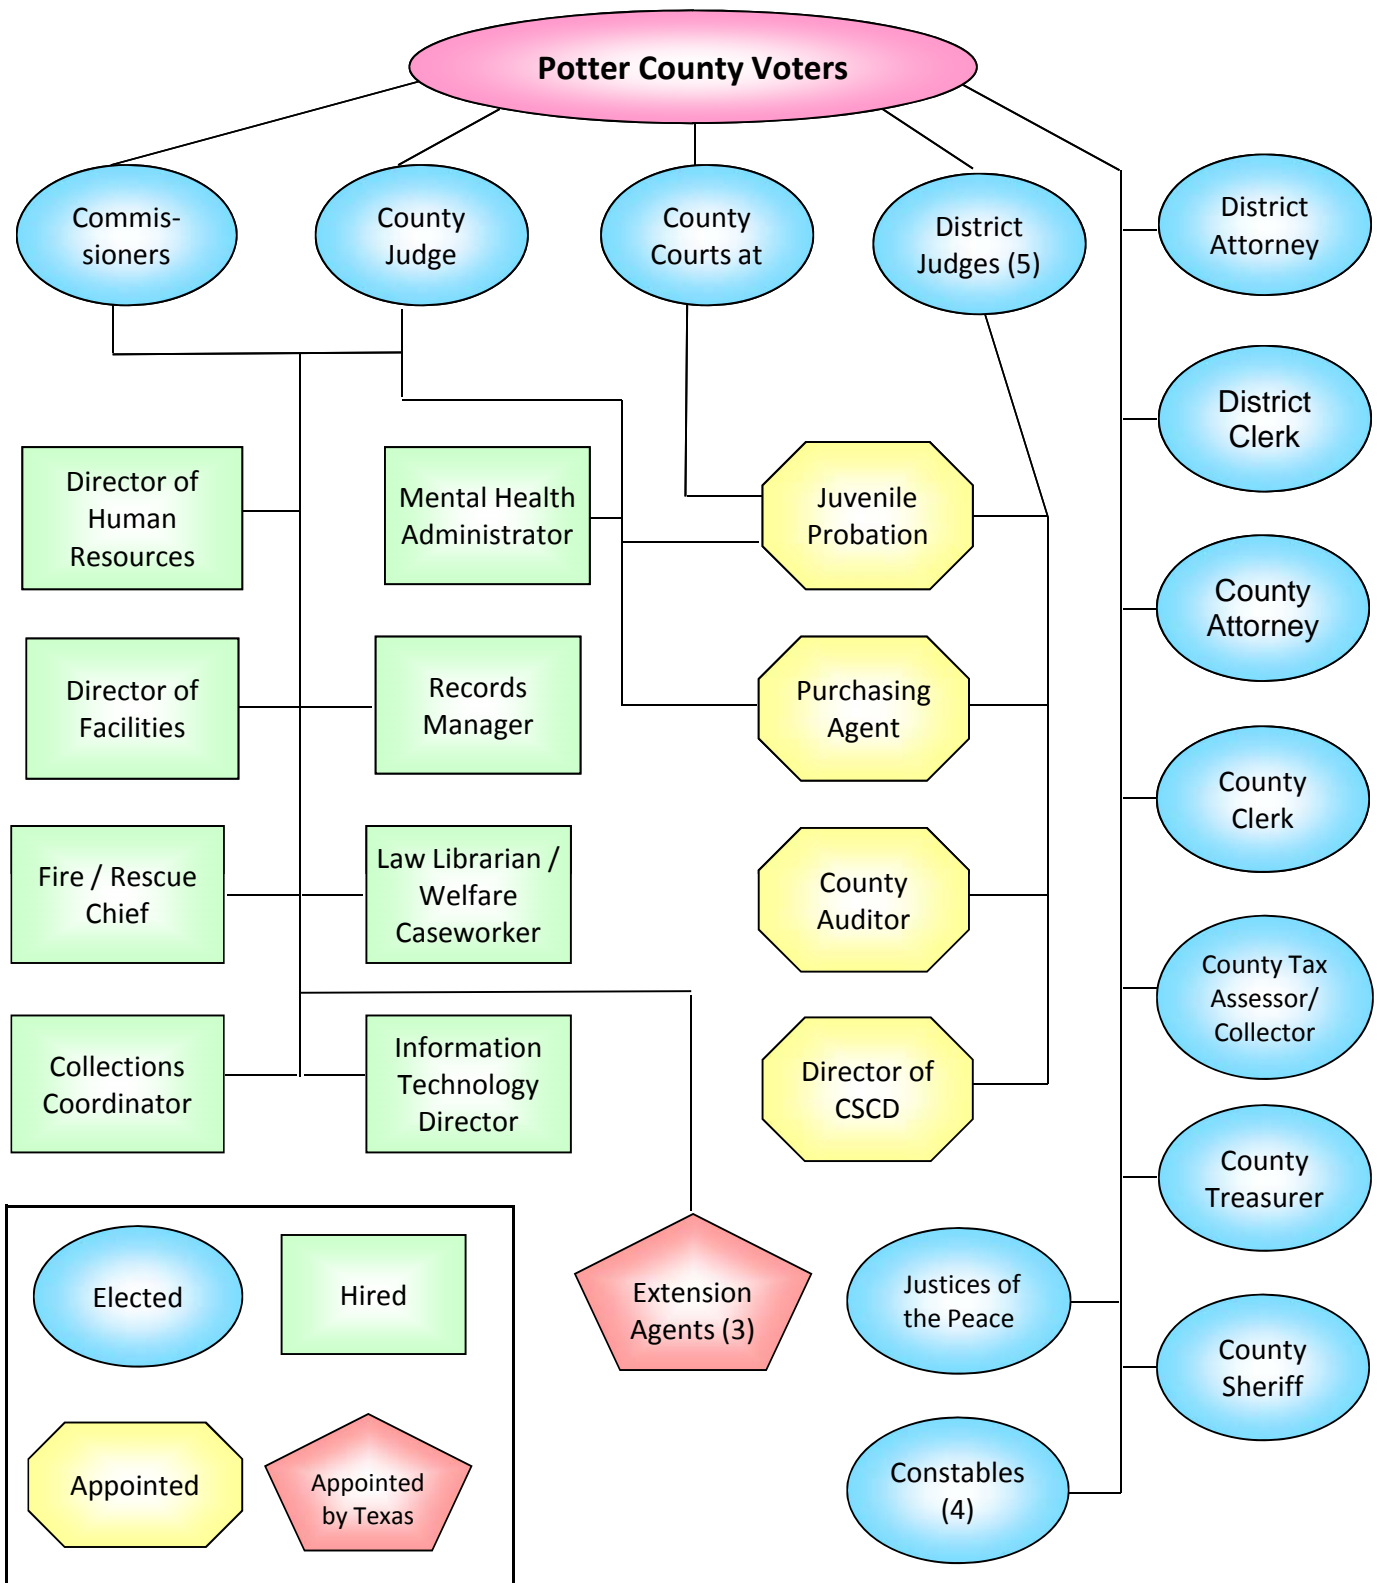 Potter County Voters
Commis-
sioners
County
Judge
County
Courts at
District
Judges (5)
District
Attorney
District
Clerk
County
Attorney
County
Clerk
County Tax
Assessor/
Collector
County
Treasurer
County
Sheriff
Director of
Human
Resources
Mental Health
Administrator
Juvenile
Probation
Director of
Facilities
Records
Manager
Purchasing
Agent
Fire / Rescue
Chief
Law Librarian /
Welfare
Caseworker
County
Auditor
Collections
Coordinator
Information
Technology
Director
Director of
CSCD
Extension
Agents (3)
Justices of
the Peace
Constables
(4)
Elected
Hired
Appointed
Appointed
by Texas